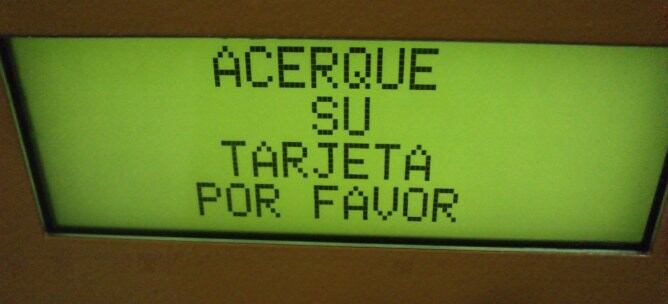 ACERQUE
SU
TARJETA
POR FAVOR